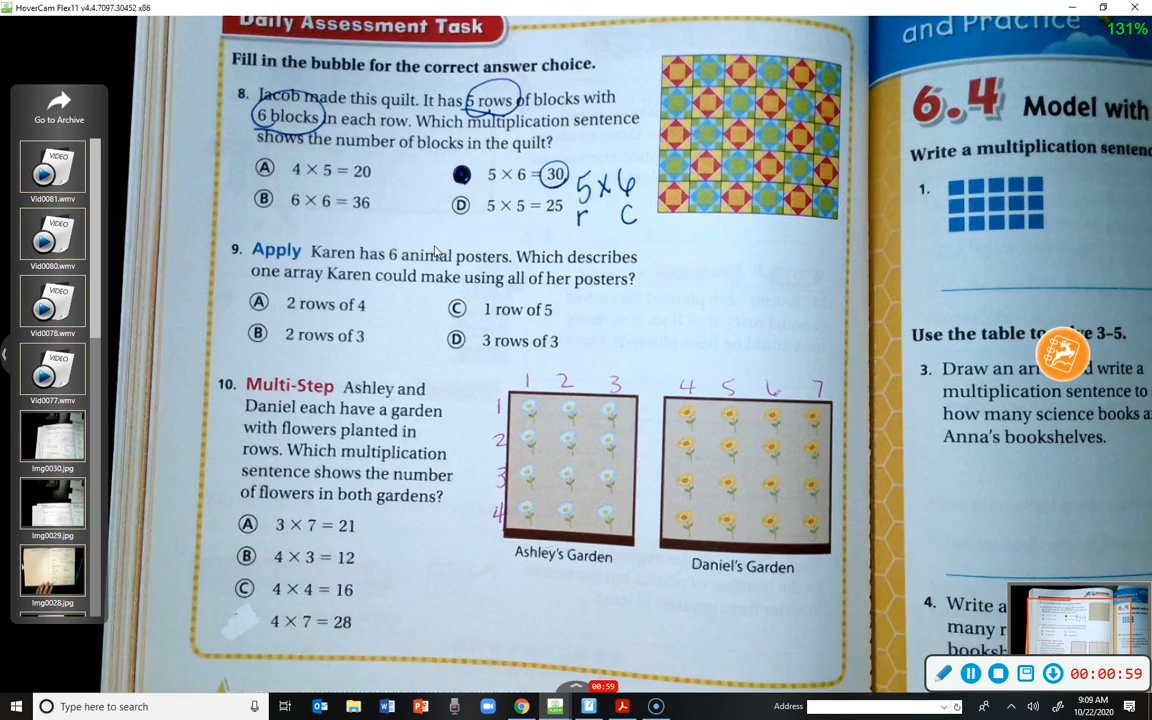 HoverCam Flex11 v4.4.7097.30452 x86
131%
Go to Archive
VIDEO
Vid0081.wmv
VIDEO
Vid0080.wmv
VIDEO
Vid0078.wmv
VIDEO
Vid0077.wmv
Img0030.jpg
Img0029.jpg
Img0028.jpg
Daily Assessment Task
Fill in the bubble for the correct answer choice.
8. Jacob made this quilt. It has 5 rows of blocks with
6 blocks in each row. Which multiplication sentence
shows the number of blocks in the quilt?
A 4 × 5 = 20
5 × 6 = 30
B 6 × 6 = 36
D 5 × 5 = 25
5 × 6
r c
9. Apply Karen has 6 animal posters. Which describes
one array Karen could make using all of her posters?
A 2 rows of 4
C 1 row of 5
B 2 rows of 3
D 3 rows of 3
10. Multi-Step Ashley and
Daniel each have a garden
with flowers planted in
rows. Which multiplication
sentence shows the number
of flowers in both gardens?
A 3 × 7 = 21
B 4 × 3 = 12
C 4 × 4 = 16
4 × 7 = 28
1 2 3 4 5 6 7
1
2
3
4
Ashley's Garden
Daniel's Garden
and Practice
6.4 Model with
Write a multiplication
1.
Use the table to 3–5.
3. Draw an write a
multiplication sentence to
how many science books
Anna's bookshelves.
4. Write a
many
00:00:59
00:59
Type here to search
Address
9:09 AM
10/22/2020